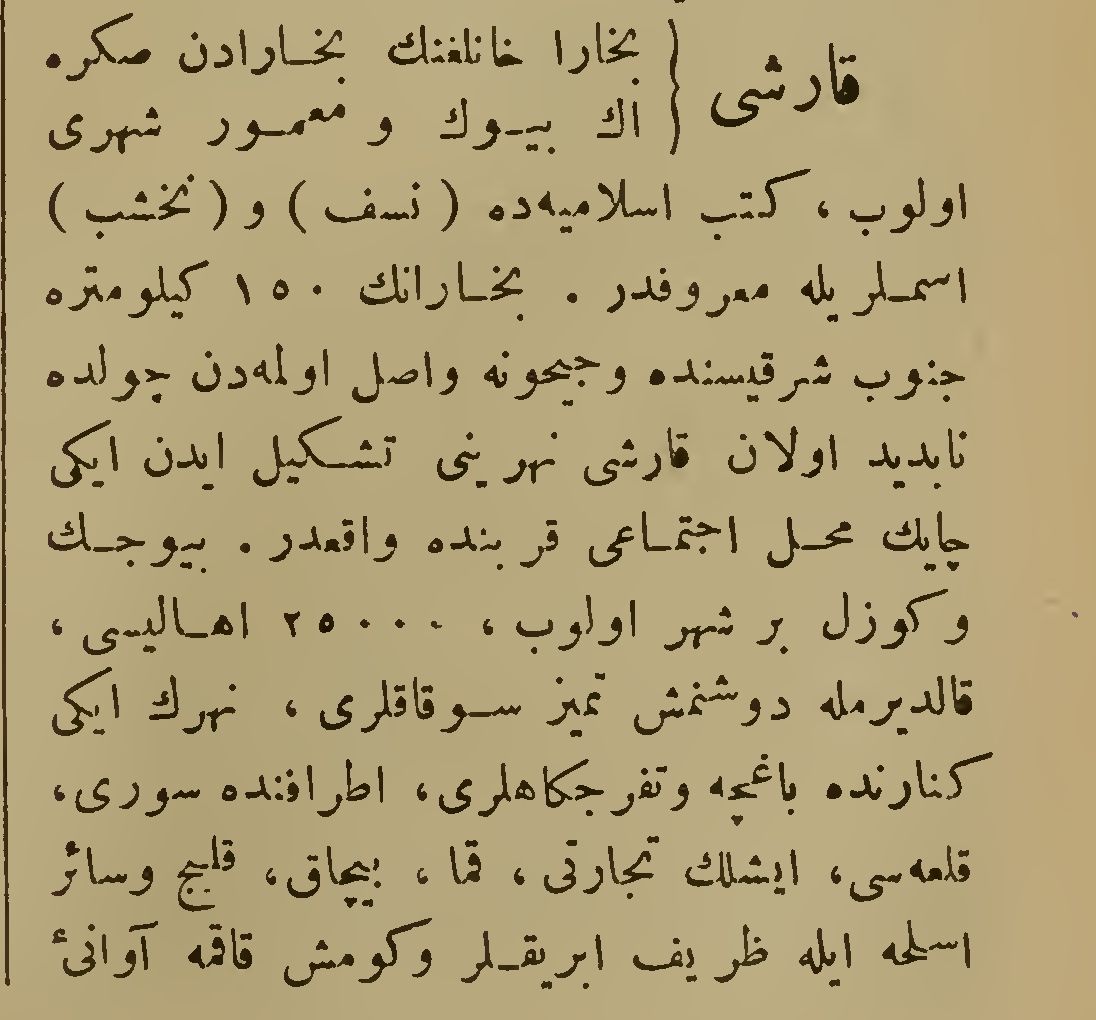 قارشى } بخارا خانلغنك بخارادن صكره
اك بيوك و معمور شهرى
اولوب ، كتب اسلاميه‌ده ( نسف ) و ( نخشب )
اسملريله معروفدر . بخارانك ١٥٠ كيلومتره
جنوب شرقيسنده وجيحونه واصل اولمه‌دن چولده
نابديد اولان قارشى نهرينى تشكيل ايدن ايكى
چايك محل اجتماعى قربنده واقعدر . بيوجك
وكوزل بر شهر اولوب ، ٢٥٠٠٠ اهاليسى ،
قالديرمله دوشنمش تميز سوقاقلرى ، نهرك ايكى
كنارنده باغچه وتفرجكاهلرى، اطرافنده سورى،
قلعه‌سى، ايشلك تجارتى ، قما ، بيچاق، قليج وسائر
اسلحه ايله ظريف ابريقلر وكومش قاقمه آوانئ